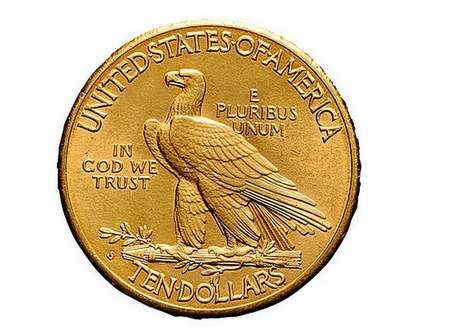 UNITED·STATES·OF·AMERICA
E
PLURIBUS
UNUM
IN
GOD WE
TRUST
S
TEN·DOLLARS